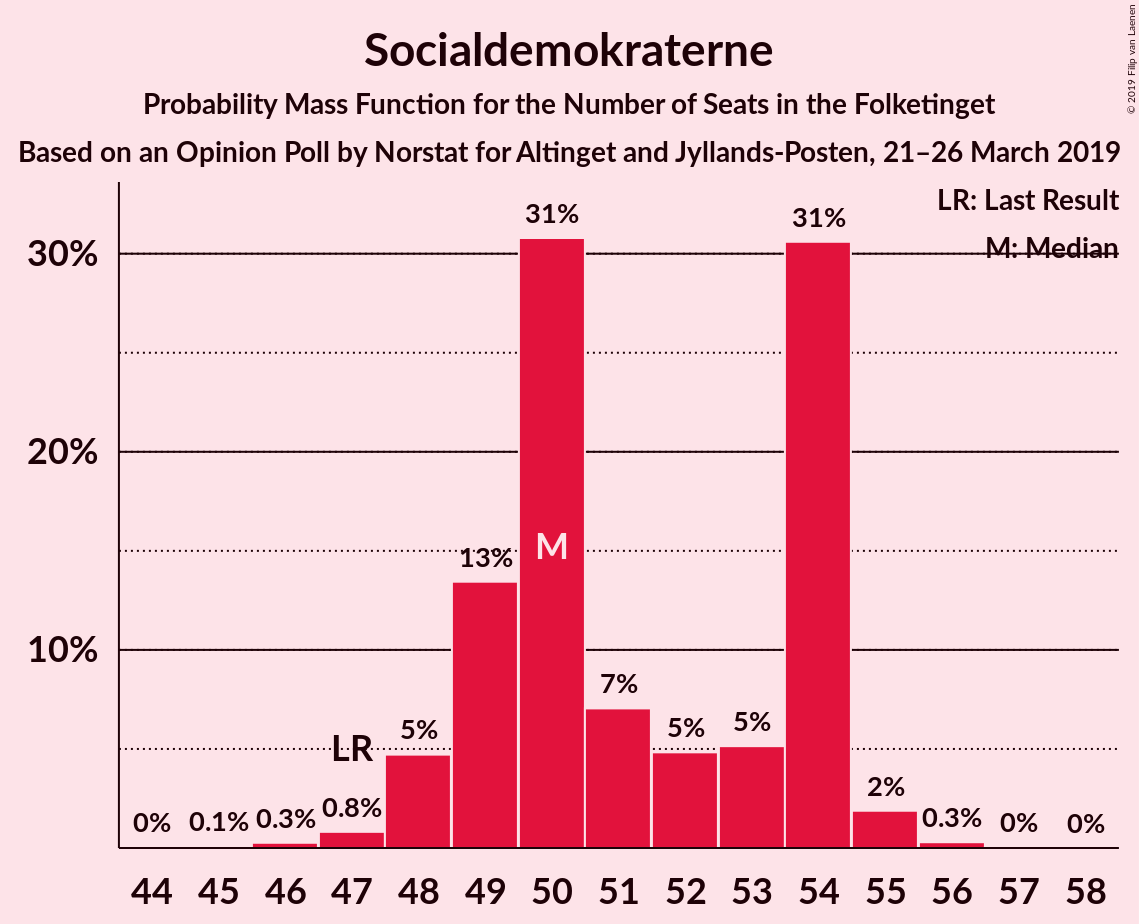 Socialdemokraterne
Probability Mass Function for the Number of Seats in the Folketinget
Based on an Opinion Poll by Norstat for Altinget and Jyllands-Posten, 21–26 March 2019
© 2019 Filip van Laenen
LR: Last Result
M: Median
31%
31%
30%
20%
M
13%
10%
7%
5%
5%
5%
LR
2%
0%
0.1%
0.3%
0.8%
0.3%
0%
0%
44 45 46 47 48 49 50 51 52 53 54 55 56 57 58